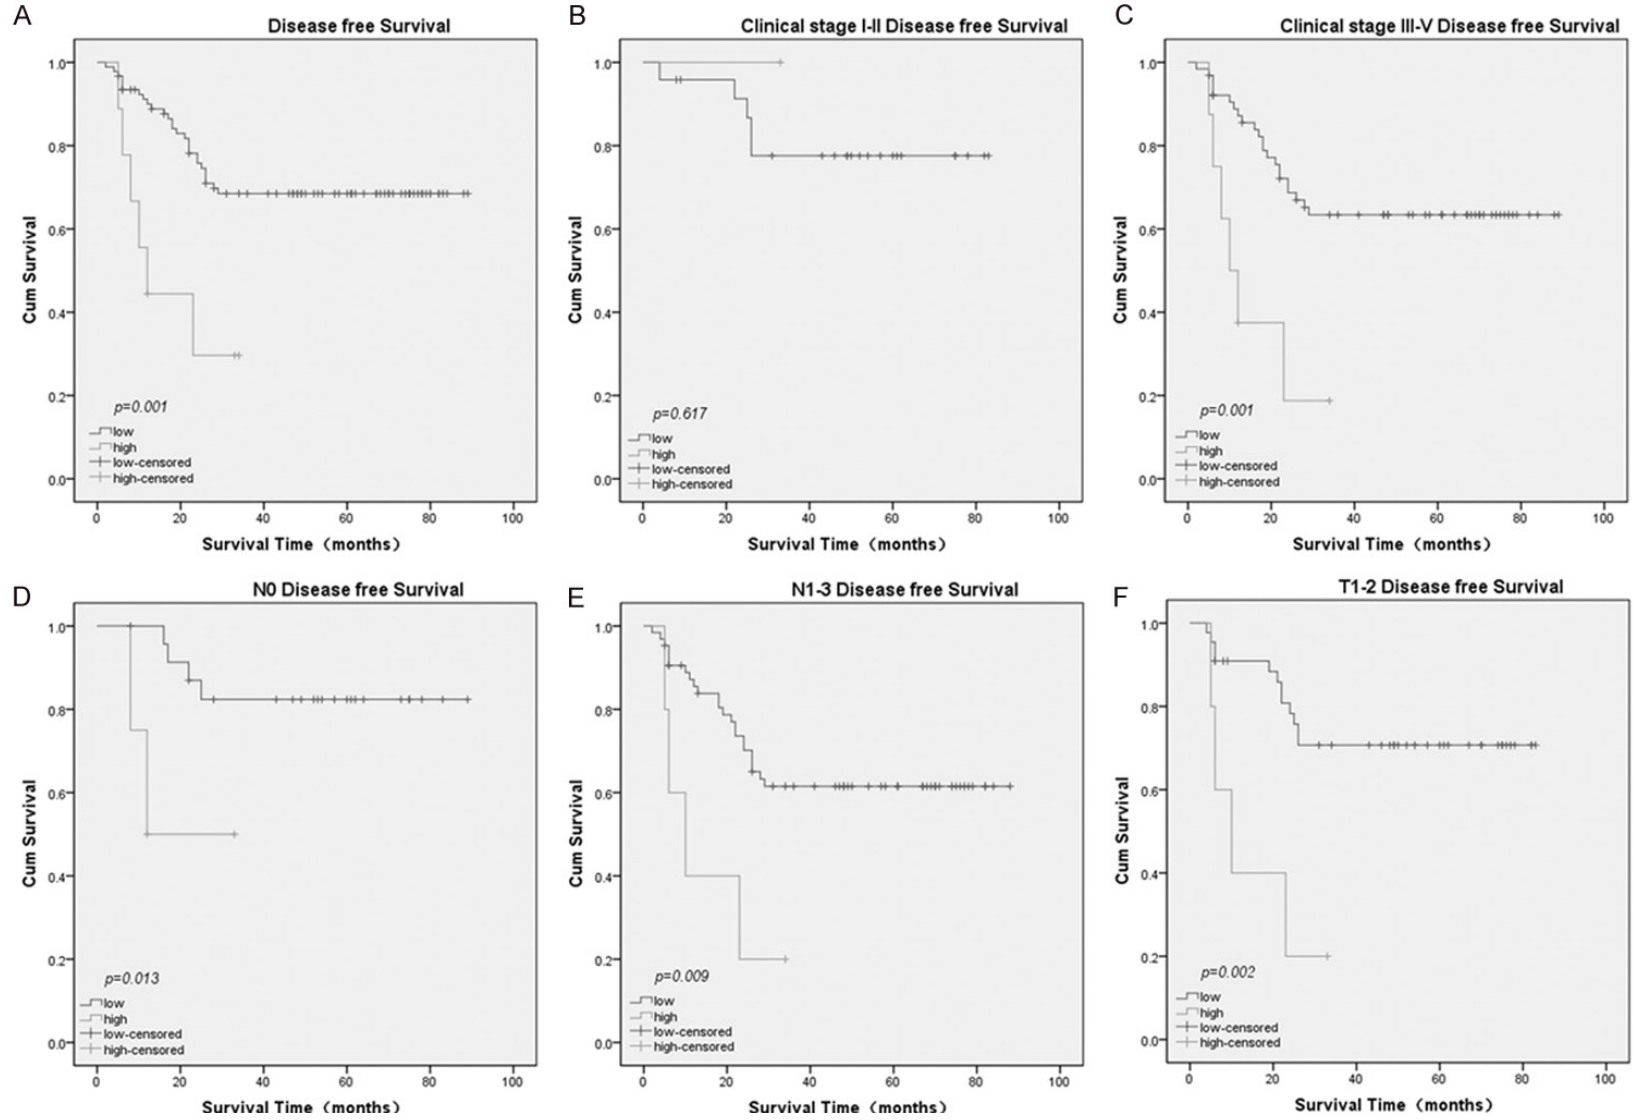 A
Disease free Survival
Cum Survival
1.0
0.8
0.6
0.4
0.2
0.0
p=0.001
low
high
low-censored
high-censored
0 20 40 60 80 100
Survival Time（months）
B
Clinical stage I-II Disease free Survival
Cum Survival
1.0
0.8
0.6
0.4
0.2
0.0
p=0.617
low
high
low-censored
high-censored
0 20 40 60 80 100
Survival Time（months）
C
Clinical stage III-V Disease free Survival
Cum Survival
1.0
0.8
0.6
0.4
0.2
0.0
p=0.001
low
high
low-censored
high-censored
0 20 40 60 80 100
Survival Time（months）
D
N0 Disease free Survival
Cum Survival
1.0
0.8
0.6
0.4
0.2
0.0
p=0.013
low
high
low-censored
high-censored
0 20 40 60 80 100
Survival Time（months）
E
N1-3 Disease free Survival
Cum Survival
1.0
0.8
0.6
0.4
0.2
0.0
p=0.009
low
high
low-censored
high-censored
0 20 40 60 80 100
Survival Time（months）
F
T1-2 Disease free Survival
Cum Survival
1.0
0.8
0.6
0.4
0.2
0.0
p=0.002
low
high
low-censored
high-censored
0 20 40 60 80 100
Survival Time（months）